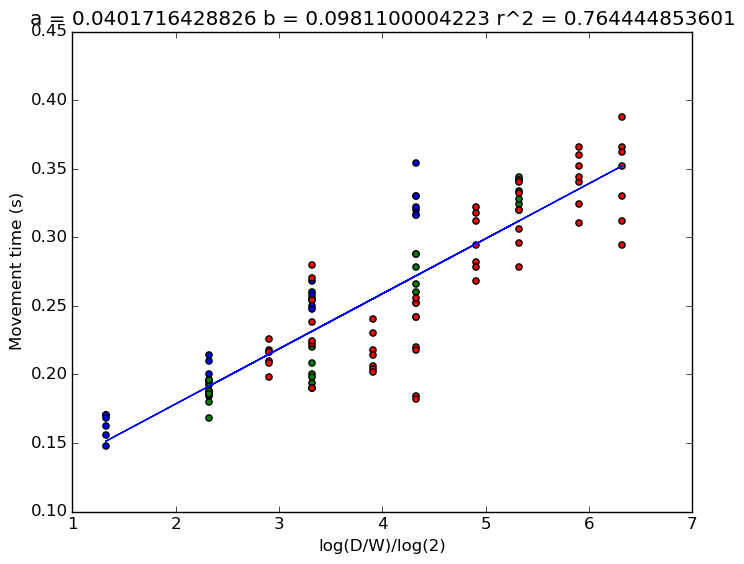 a = 0.0401716428826 b = 0.0981100004223 r^2 = 0.764444853601
0.45
0.40
0.35
0.30
0.25
0.20
0.15
0.10
Movement time (s)
1 2 3 4 5 6 7
log(D/W)/log(2)